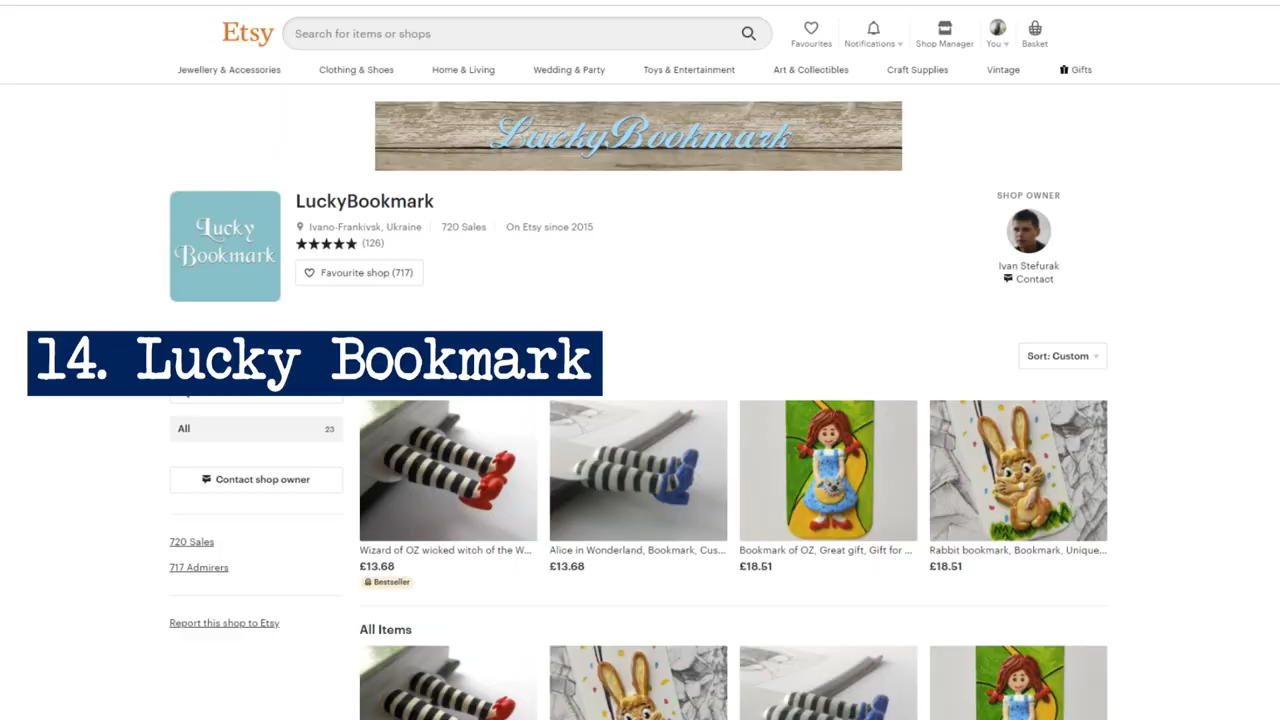 Etsy
Search for items or shops
Favourites
Notifications
Shop Manager
You
Basket
Jewellery & Accessories
Clothing & Shoes
Home & Living
Wedding & Party
Toys & Entertainment
Art & Collectibles
Craft Supplies
Vintage
Gifts
LuckyBookmark
Lucky
Bookmark
LuckyBookmark
Ivano-Frankivsk, Ukraine
720 Sales
On Etsy since 2015
(126)
Favourite shop (717)
SHOP OWNER
Ivan Stefurak
Contact
14. Lucky Bookmark
Sort: Custom
All 23
Contact shop owner
720 Sales
717 Admirers
Report this shop to Etsy
Wizard of OZ wicked witch of the W...
£13.68
Bestseller
Alice in Wonderland, Bookmark, Cus...
£13.68
Bookmark of OZ, Great gift, Gift for ...
£18.51
Rabbit bookmark, Bookmark, Unique...
£18.51
All Items